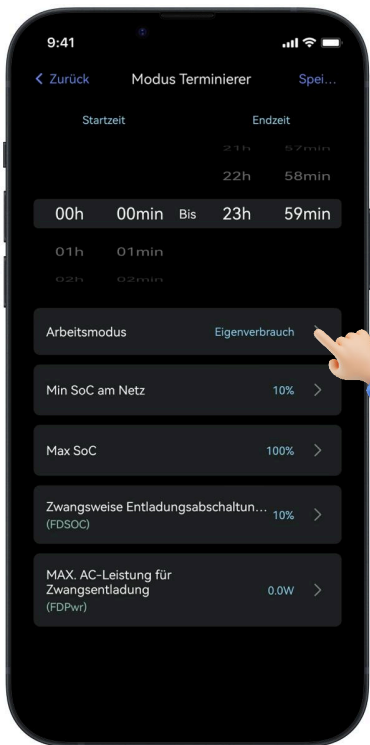 9:41
Zurück Modus Terminierer Spei...
Startzeit Endzeit
21h 57min
22h 58min
00h 00min Bis 23h 59min
01h 01min
02h 02min
Arbeitsmodus Eigenverbrauch
Min SoC am Netz 10%
Max SoC 100%
Zwangsweise Entladungsabschaltun... 10%
(FDSOC)
MAX. AC-Leistung für
Zwangsentladung 0.0W
(FDPwr)